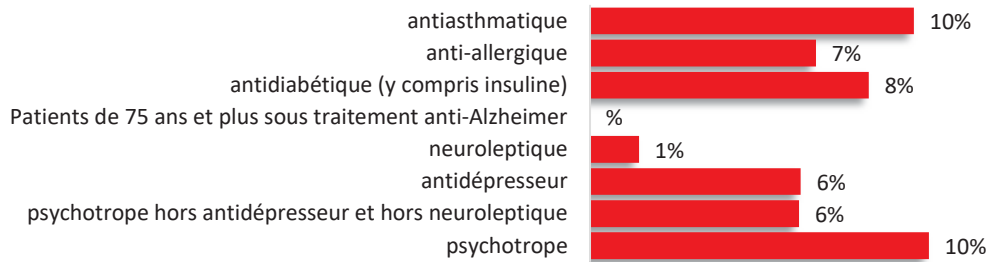 antiasthmatique 10%
anti-allergique 7%
antidiabétique (y compris insuline) 8%
Patients de 75 ans et plus sous traitement anti-Alzheimer %
neuroleptique 1%
antidépresseur 6%
psychotrope hors antidépresseur et hors neuroleptique 6%
psychotrope 10%